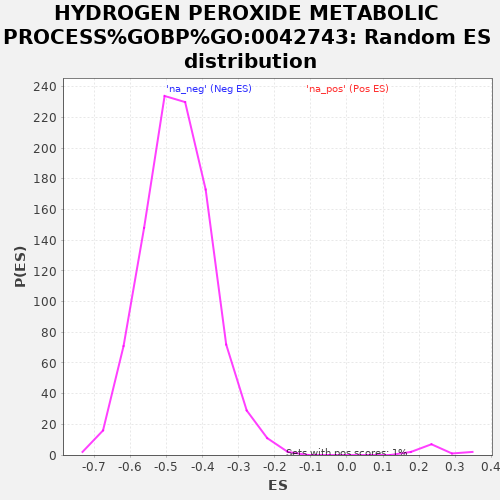 HYDROGEN PEROXIDE METABOLIC
PROCESS%GOBP%GO:0042743: Random ES
distribution
'na_neg' (Neg ES) 'na_pos' (Pos ES)
240
220
200
180
160
140
120
100
80
60
40
20
0
P(ES)
Sets with pos scores: 1%
-0.7 -0.6 -0.5 -0.4 -0.3 -0.2 -0.1 0.0 0.1 0.2 0.3 0.4
ES